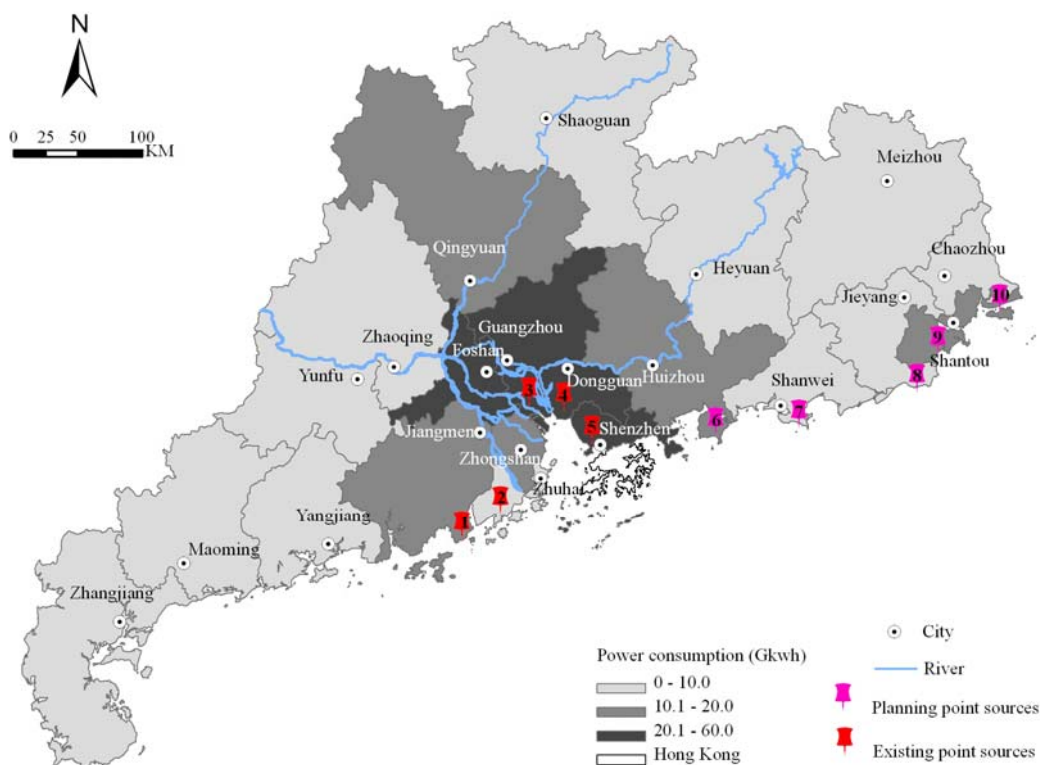 N
0 25 50 100
KM
Shaoguan
Meizhou
Chaozhou
Qingyuan
Heyuan
Jieyang
10
Guangzhou
Zhaoqing
Foshan
9
Yunfu
Dongguan
Huizhou
Shantou
8
3
4
Shanwei
7
6
5
Jiangmen
Shenzhen
Zhongshan
Zhuhai
2
1
Yangjiang
Maoming
Zhangjiang
Power consumption (Gkwh)
0 - 10.0
10.1 - 20.0
20.1 - 60.0
Hong Kong
City
River
Planning point sources
Existing point sources